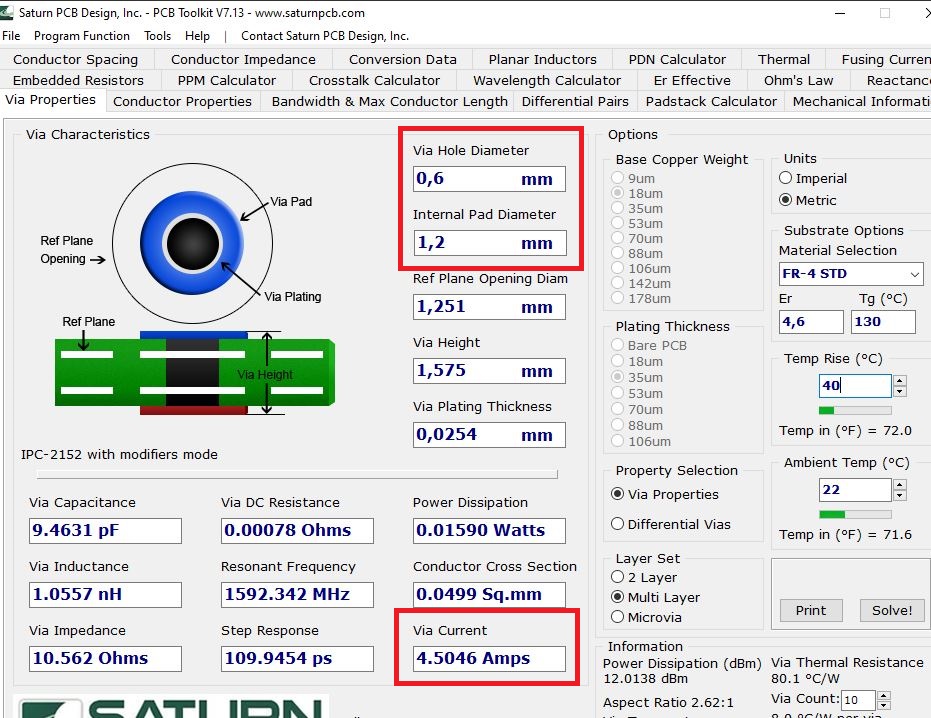 Saturn PCB Design, Inc. - PCB Toolkit V7.13 - www.saturnpcb.com
File Program Function Tools Help | Contact Saturn PCB Design, Inc.
Conductor Spacing Conductor Impedance Conversion Data Planar Inductors PDN Calculator Thermal Fusing Curren
Embedded Resistors PPM Calculator Crosstalk Calculator Wavelength Calculator Er Effective Ohm's Law Reactanc
Via Properties Conductor Properties Bandwidth & Max Conductor Length Differential Pairs Padstack Calculator Mechanical Informati
Via Characteristics
Via Pad
Ref Plane
Opening
Via Plating
Ref Plane
Via Height
Via Hole Diameter
0,6 mm
Internal Pad Diameter
1,2 mm
Ref Plane Opening Diam
1,251 mm
Via Height
1,575 mm
Via Plating Thickness
0,0254 mm
IPC-2152 with modifiers mode
Via Capacitance Via DC Resistance Power Dissipation
9.4631 pF 0.00078 Ohms 0.01590 Watts
Via Inductance Resonant Frequency Conductor Cross Section
1.0557 nH 1592.342 MHz 0.0499 Sq.mm
Via Impedance Step Response Via Current
10.562 Ohms 109.9454 ps 4.5046 Amps
SATURN
Options
Base Copper Weight
9um
18um
35um
53um
70um
88um
106um
142um
178um
Plating Thickness
Bare PCB
18um
35um
53um
70um
88um
106um
Property Selection
Via Properties
Differential Vias
Layer Set
2 Layer
Multi Layer
Microvia
Units
Imperial
Metric
Substrate Options
Material Selection
FR-4 STD
Er Tg (°C)
4,6 130
Temp Rise (°C)
40
Temp in (°F) = 72.0
Ambient Temp (°C)
22
Temp in (°F) = 71.6
Print Solve!
Information
Power Dissipation (dBm) Via Thermal Resistance
12.0138 dBm 80.1 °C/W
Aspect Ratio 2.62:1 Via Count: 10